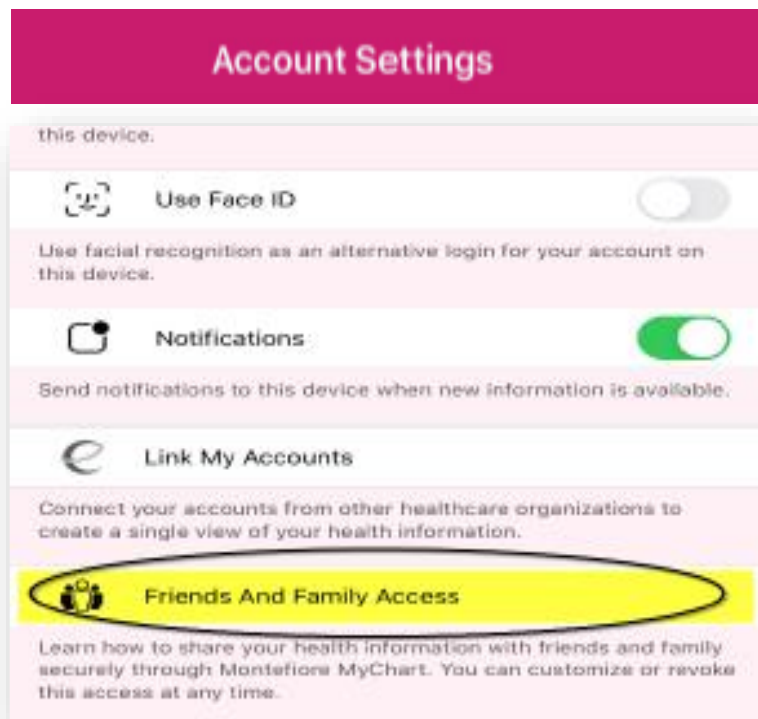 Account Settings
this device.
Use Face ID
Use facial recognition as an alternative login for your account on
this device.
Notifications
Send notifications to this device when new information is available.
Link My Accounts
Connect your accounts from other healthcare organizations to
create a single view of your health information.
Friends And Family Access
Learn how to share your health information with friends and family
securely through Montefiore MyChart. You can customize or revoke
this access at any time.